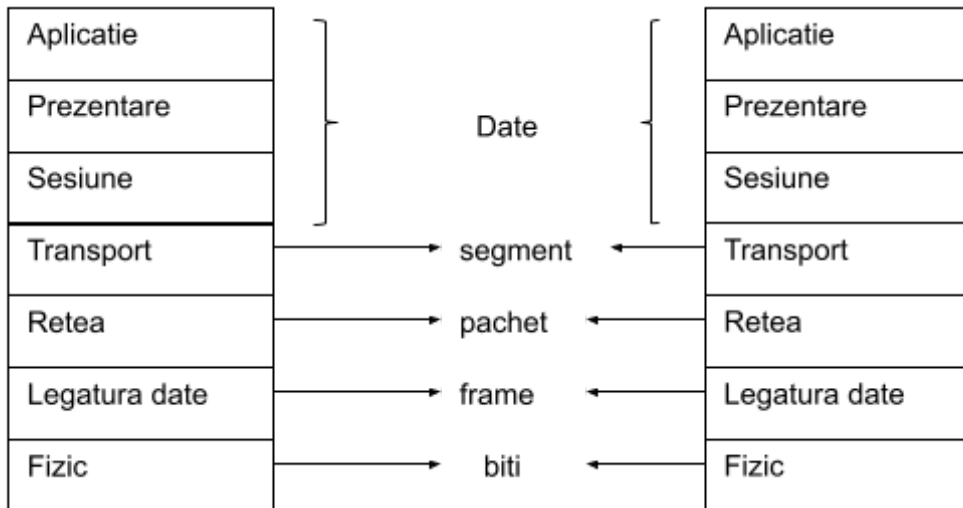 Aplicatie
Aplicatie
Prezentare
Date
Prezentare
Sesiune
Sesiune
Transport
segment
Transport
Retea
pachet
Retea
Legatura date
frame
Legatura date
Fizic
biti
Fizic